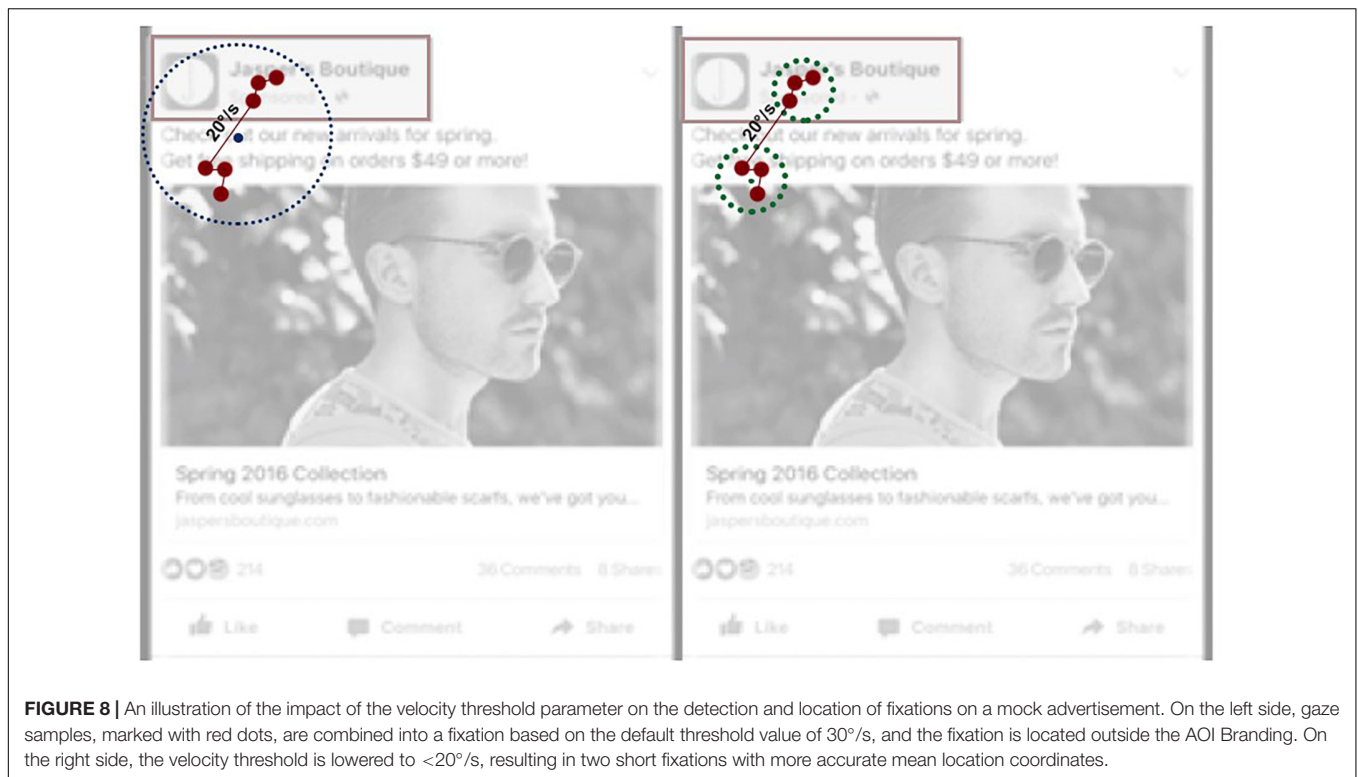 Jasper's Boutique
Sponsored
20°/s
Check out our new arrivals for spring.
Get free shipping on orders $49 or more!
Spring 2016 Collection
From cool sunglasses to fashionable scarfs, we've got you...
jaspersboutique.com
214
36 Comments 8 Shares
Like Comment Share
Jasper's Boutique
Sponsored
20°/s
Check out our new arrivals for spring.
Get free shipping on orders $49 or more!
Spring 2016 Collection
From cool sunglasses to fashionable scarfs, we've got you...
jaspersboutique.com
214
36 Comments 8 Shares
Like Comment Share
FIGURE 8 | An illustration of the impact of the velocity threshold parameter on the detection and location of fixations on a mock advertisement. On the left side, gaze
samples, marked with red dots, are combined into a fixation based on the default threshold value of 30°/s, and the fixation is located outside the AOI Branding. On
the right side, the velocity threshold is lowered to <20°/s, resulting in two short fixations with more accurate mean location coordinates.